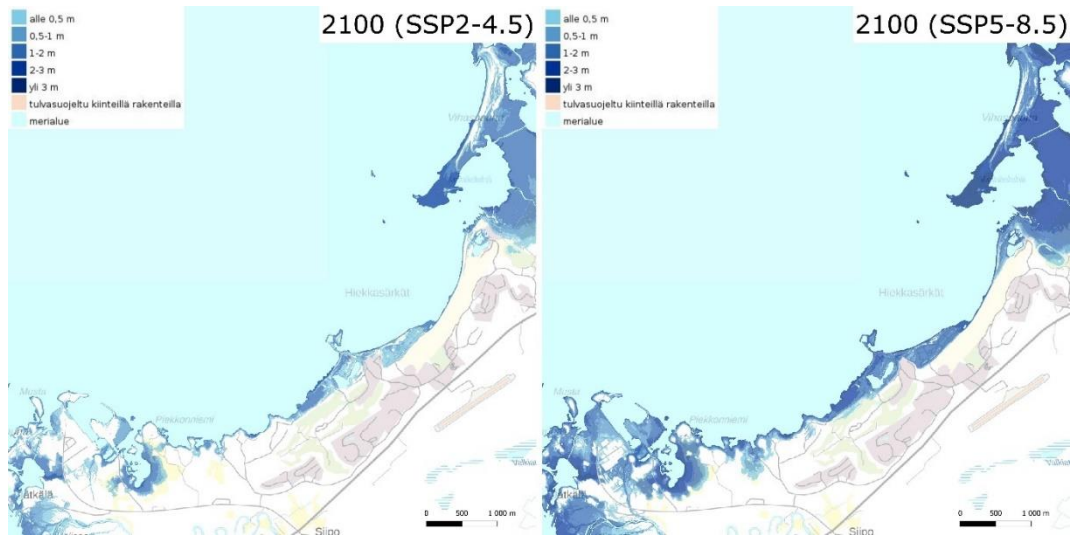 2100 (SSP2-4.5)
alle 0,5 m
0,5-1 m
1-2 m
2-3 m
yli 3 m
tulvasuojeltu kiinteillä rakenteilla
merialue
Hiekkasärkät
Siipo
0 500 1 000 m
2100 (SSP5-8.5)
alle 0,5 m
0,5-1 m
1-2 m
2-3 m
yli 3 m
tulvasuojeltu kiinteillä rakenteilla
merialue
Hiekkasärkät
Siipo
0 500 1 000 m